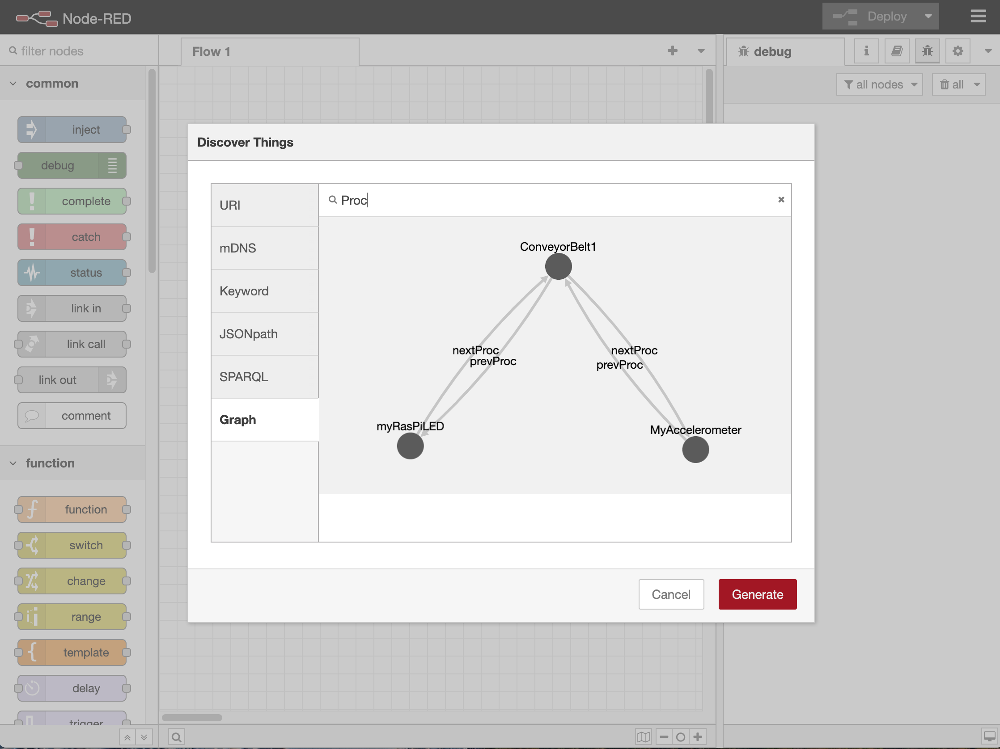 Node-RED
Deploy
filter nodes
Flow 1
debug
i
all nodes
all
common
inject
debug
complete
catch
status
link in
link call
link out
comment
function
function
switch
change
range
template
delay
trigger
Discover Things
URI
mDNS
Keyword
JSONpath
SPARQL
Graph
Proc
ConveyorBelt1
nextProc
prevProc
nextProc
prevProc
myRasPiLED
MyAccelerometer
Cancel
Generate